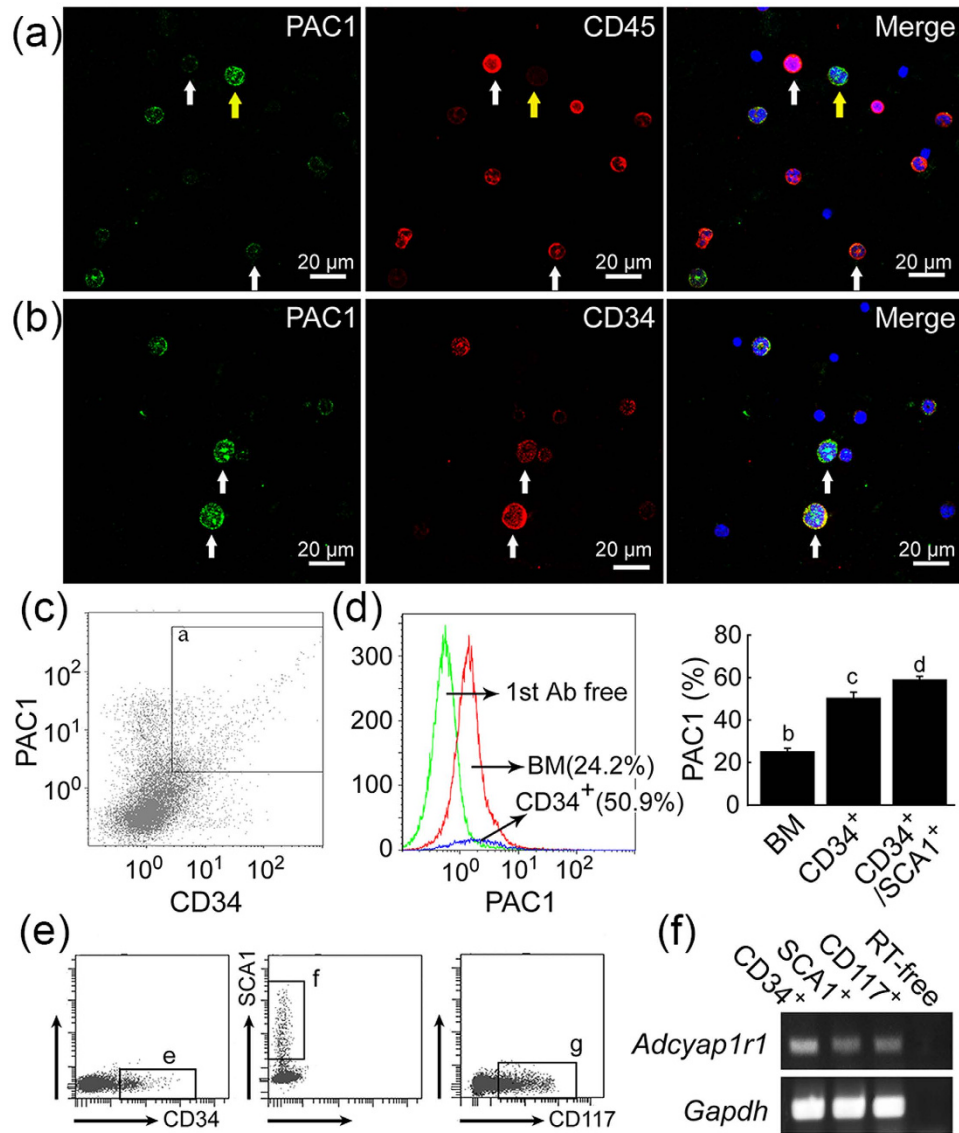 (a) PAC1 CD45 Merge
20 µm 20 µm 20 µm
(b) PAC1 CD34 Merge
20 µm 20 µm 20 µm
(c)
a
PAC1
10²
10¹
10⁰
10⁰ 10¹ 10²
CD34
(d)
300
200
100
0
1st Ab free
BM(24.2%)
CD34⁺(50.9%)
10⁰ 10¹ 10²
PAC1
PAC1 (%)
80
60
40
20
0
b c d
BM
CD34⁺
CD34⁺
/SCA1⁺
(e)
e
CD34
SCA1
f
g
CD117
(f)
CD34⁺ SCA1⁺ CD117⁺ RT-free
Adcyap1r1
Gapdh